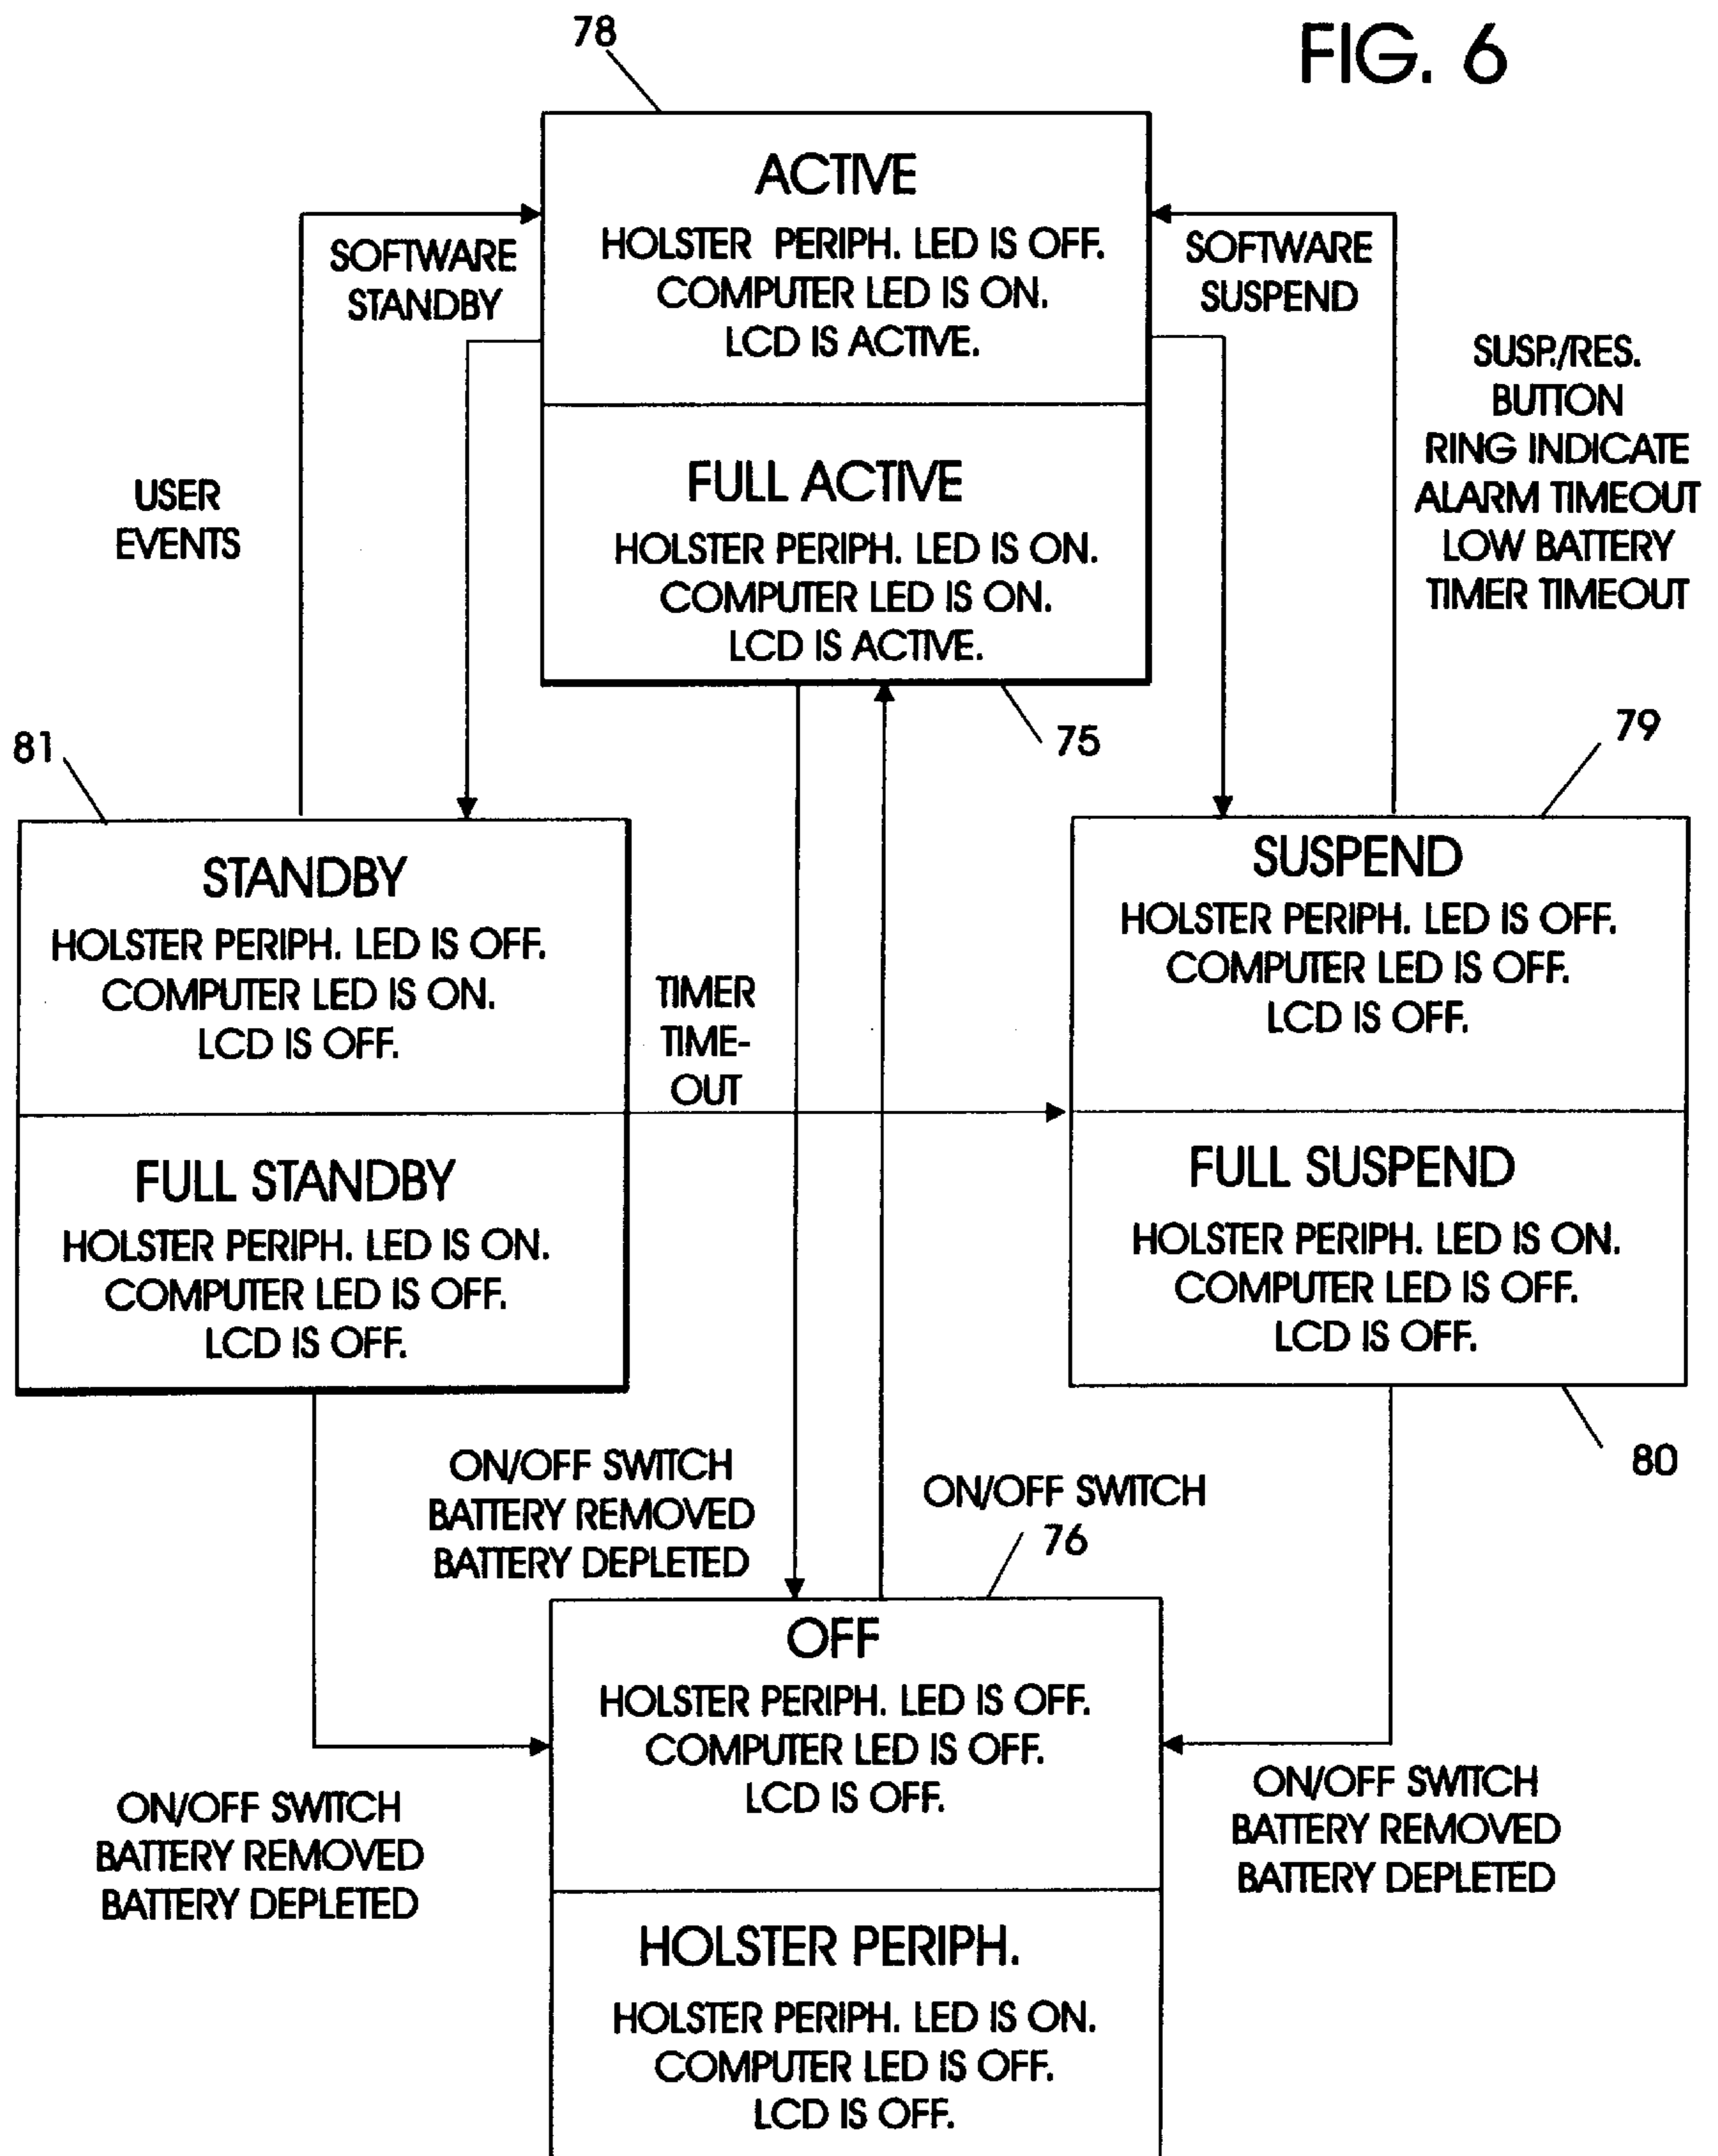 FIG. 6
78
ACTIVE
HOLSTER PERIPH. LED IS OFF.
COMPUTER LED IS ON.
LCD IS ACTIVE.
SOFTWARE
STANDBY
SOFTWARE
SUSPEND
FULL ACTIVE
HOLSTER PERIPH. LED IS ON.
COMPUTER LED IS ON.
LCD IS ACTIVE.
USER
EVENTS
SUSP./RES.
BUTTON
RING INDICATE
ALARM TIMEOUT
LOW BATTERY
TIMER TIMEOUT
75
81
79
STANDBY
HOLSTER PERIPH. LED IS OFF.
COMPUTER LED IS ON.
LCD IS OFF.
TIMER
TIME-
OUT
SUSPEND
HOLSTER PERIPH. LED IS OFF.
COMPUTER LED IS OFF.
LCD IS OFF.
FULL STANDBY
HOLSTER PERIPH. LED IS ON.
COMPUTER LED IS OFF.
LCD IS OFF.
FULL SUSPEND
HOLSTER PERIPH. LED IS ON.
COMPUTER LED IS OFF.
LCD IS OFF.
80
ON/OFF SWITCH
BATTERY REMOVED
BATTERY DEPLETED
ON/OFF SWITCH
76
OFF
HOLSTER PERIPH. LED IS OFF.
COMPUTER LED IS OFF.
LCD IS OFF.
ON/OFF SWITCH
BATTERY REMOVED
BATTERY DEPLETED
ON/OFF SWITCH
BATTERY REMOVED
BATTERY DEPLETED
HOLSTER PERIPH.
HOLSTER PERIPH. LED IS ON.
COMPUTER LED IS OFF.
LCD IS OFF.